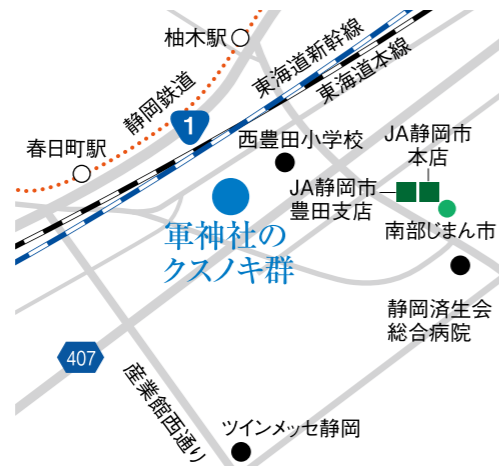 柚木駅
東海道新幹線
東海道本線
静岡鉄道
1
春日町駅
西豊田小学校
JA静岡市
本店
JA静岡市
豊田支店
南部じまん市
軍神社の
クスノキ群
静岡済生会
総合病院
407
産業館西通り
ツインメッセ静岡